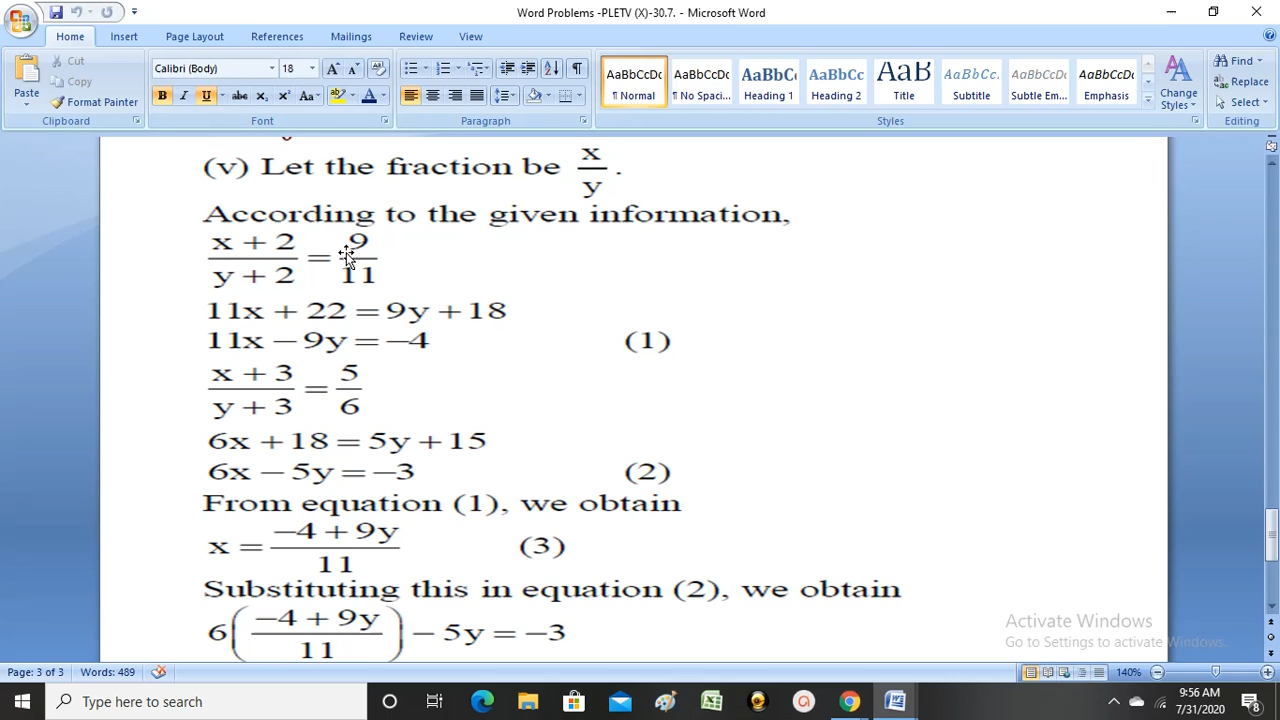 Word Problems -PLETV (X)-30.7. - Microsoft Word
Home Insert Page Layout References Mailings Review View
Paste
Cut
Copy
Format Painter
Clipboard
Calibri (Body) 18
B I U abc x₂ x² Aa
Font
Paragraph
AaBbCcDc AaBbCcDc AaBbC AaBbCc AaB AaBbCc. AaBbCcDc AaBbCcDc
¶ Normal ¶ No Spaci... Heading 1 Heading 2 Title Subtitle Subtle Em... Emphasis
Change Styles
Styles
Find
Replace
Select
Editing
(v) Let the fraction be x/y.
According to the given information,
(x + 2)/(y + 2) = 9/11
11x + 22 = 9y + 18
11x − 9y = −4 (1)
(x + 3)/(y + 3) = 5/6
6x + 18 = 5y + 15
6x − 5y = −3 (2)
From equation (1), we obtain
x = (−4 + 9y)/11 (3)
Substituting this in equation (2), we obtain
6((−4 + 9y)/11) − 5y = −3
Activate Windows
Go to Settings to activate Windows.
Page: 3 of 3 Words: 489 140%
Type here to search
9:56 AM
7/31/2020
8